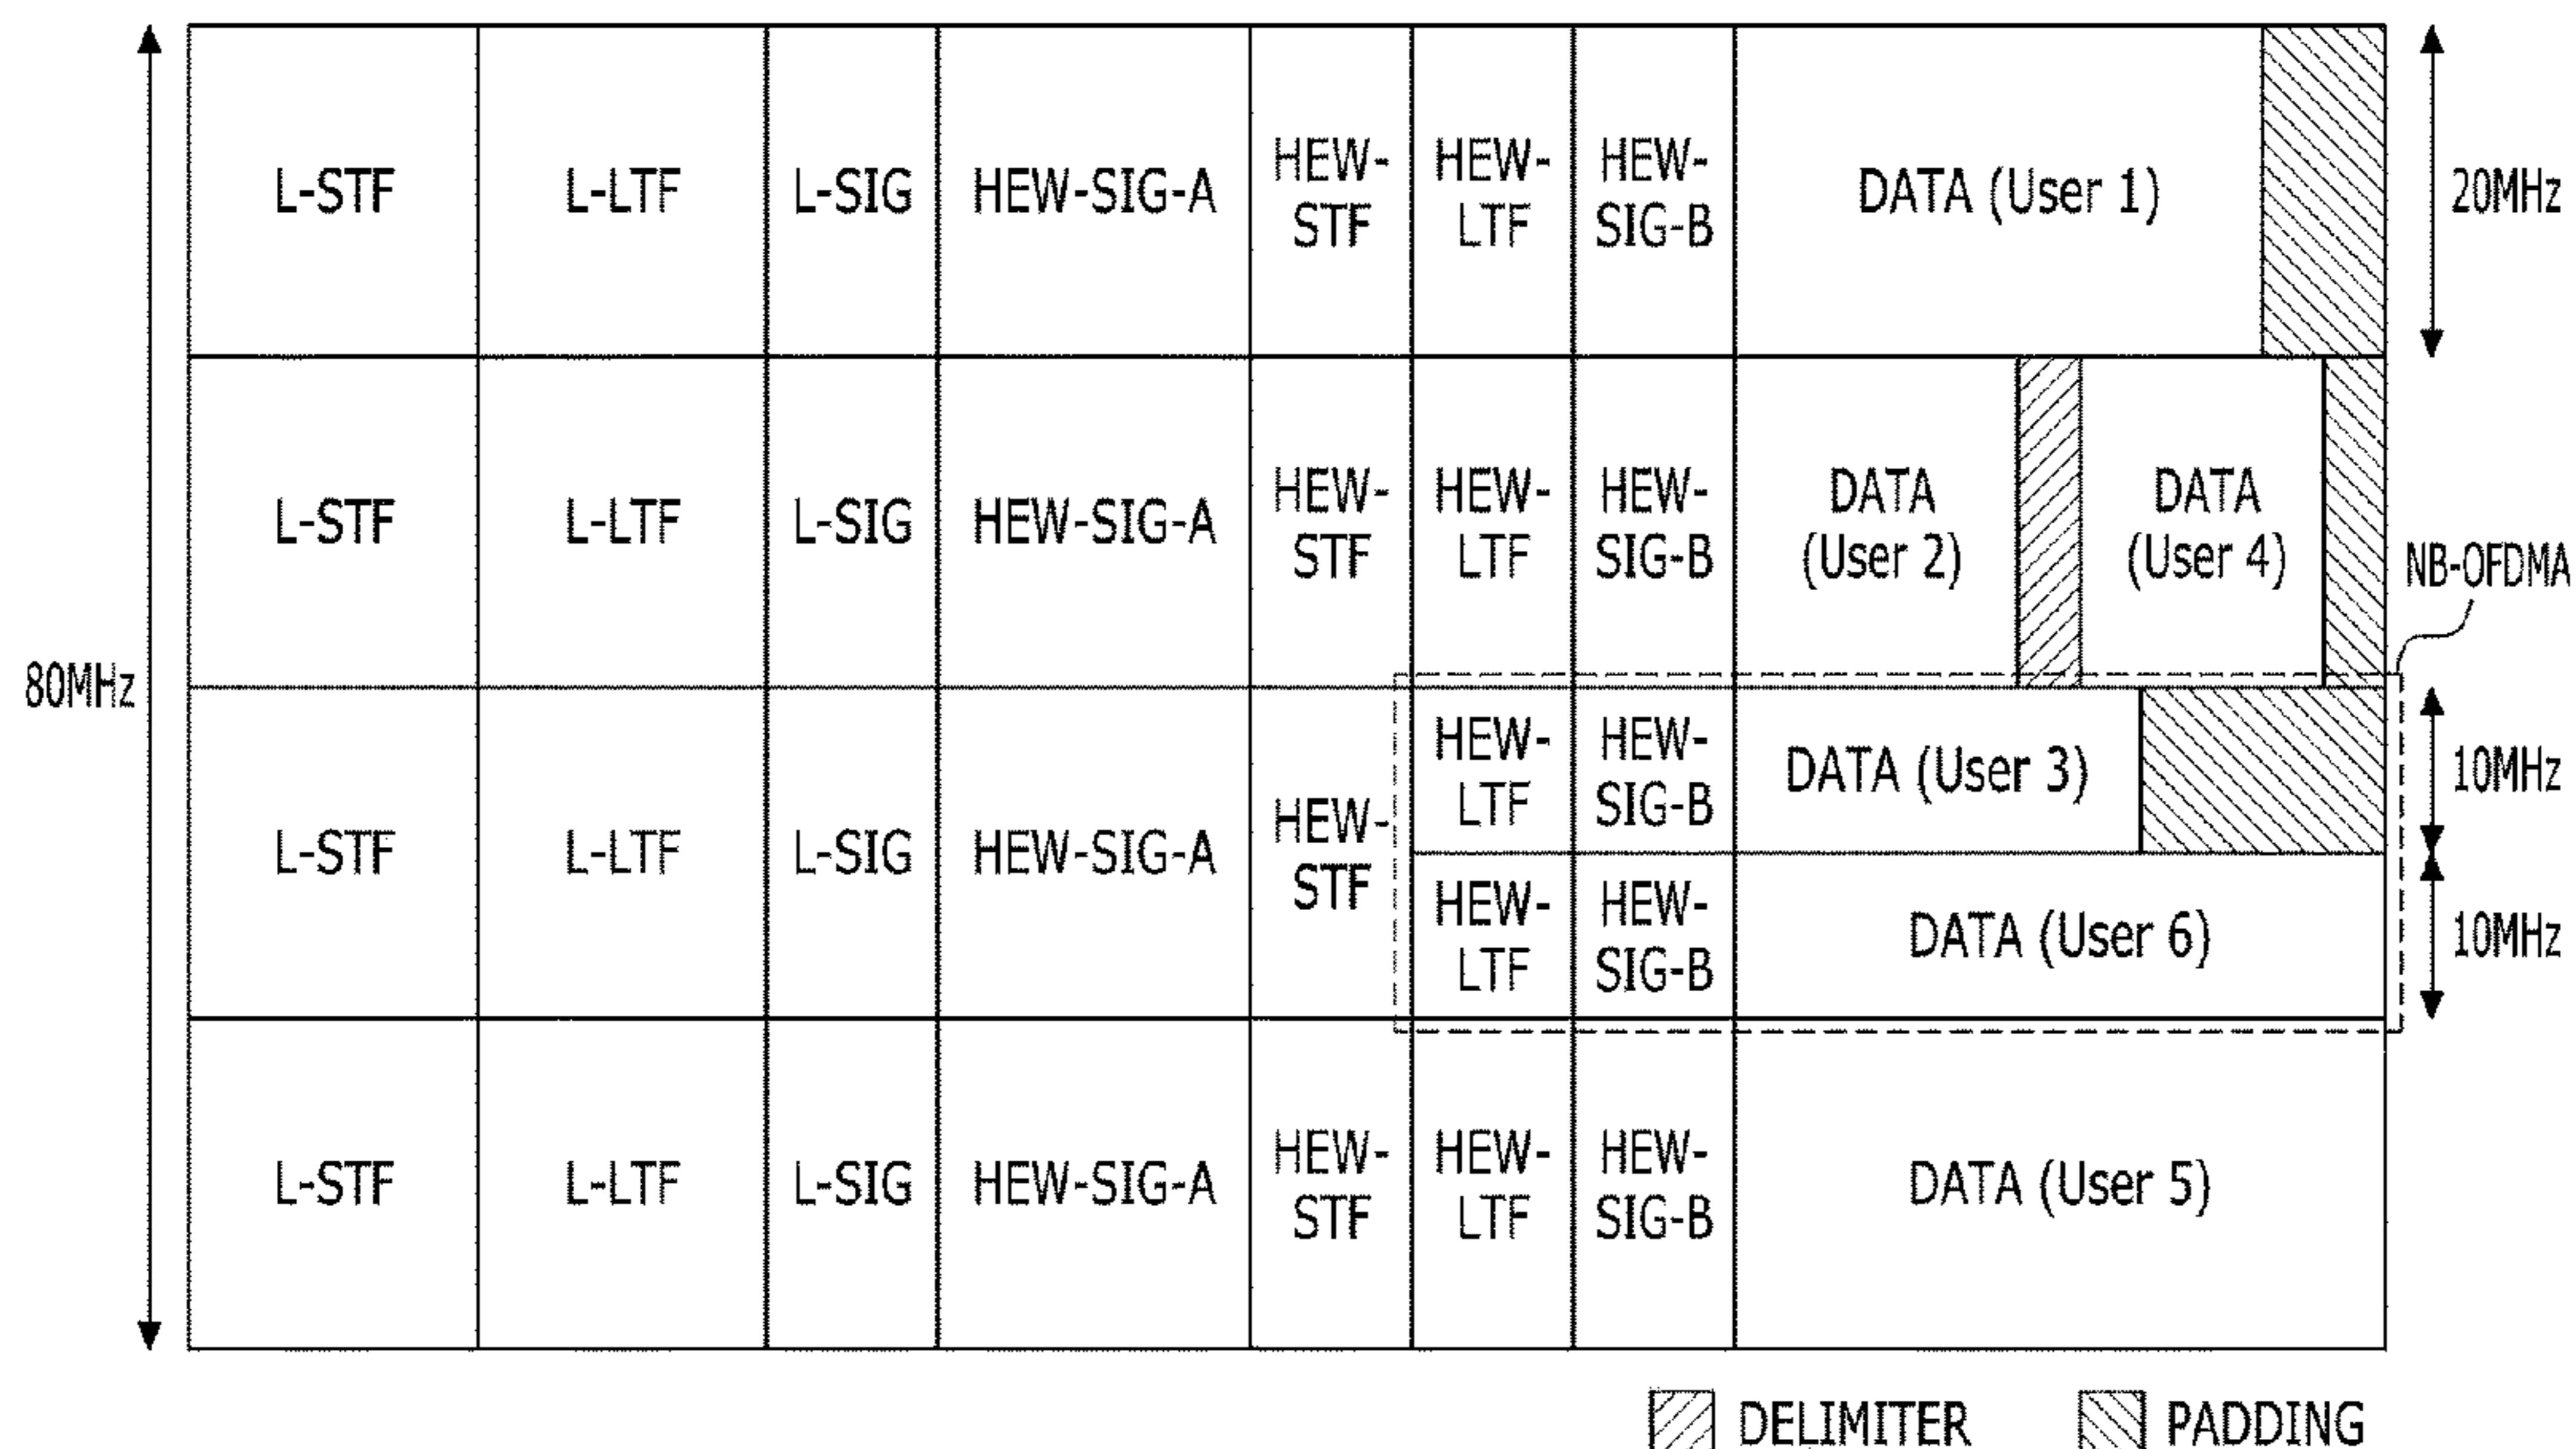 L-STF L-LTF L-SIG HEW-SIG-A HEW-STF HEW-LTF HEW-SIG-B DATA (User 1) 20MHz
L-STF L-LTF L-SIG HEW-SIG-A HEW-STF HEW-LTF HEW-SIG-B DATA (User 2) DATA (User 4)
NB-OFDMA
80MHz
HEW-LTF HEW-SIG-B DATA (User 3) 10MHz
L-STF L-LTF L-SIG HEW-SIG-A HEW-STF
HEW-LTF HEW-SIG-B DATA (User 6) 10MHz
L-STF L-LTF L-SIG HEW-SIG-A HEW-STF HEW-LTF HEW-SIG-B DATA (User 5)
DELIMITER PADDING